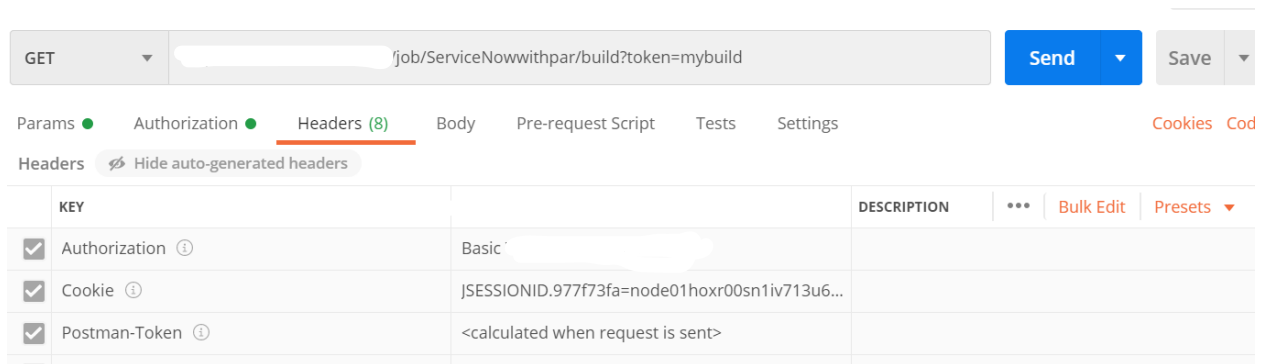 GET /job/ServiceNowwithpar/build?token=mybuild Send Save
Params Authorization Headers (8) Body Pre-request Script Tests Settings Cookies Cod
Headers Hide auto-generated headers
KEY DESCRIPTION ••• Bulk Edit Presets
Authorization Basic
Cookie JSESSIONID.977f73fa=node01hoxr00sn1iv713u6...
Postman-Token <calculated when request is sent>